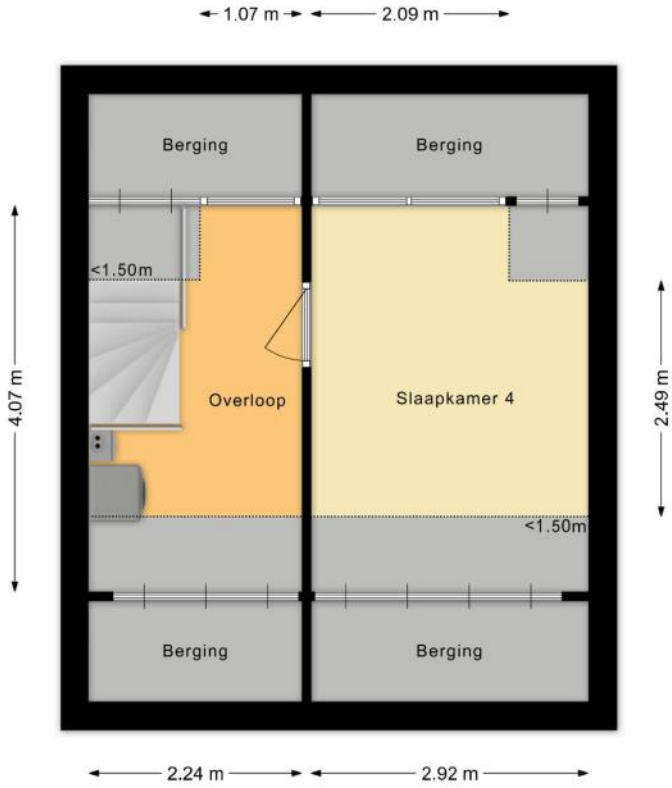 1.07 m
2.09 m
Berging
Berging
<1.50m
4.07 m
2.49 m
Overloop
Slaapkamer 4
<1.50m
Berging
Berging
2.24 m
2.92 m